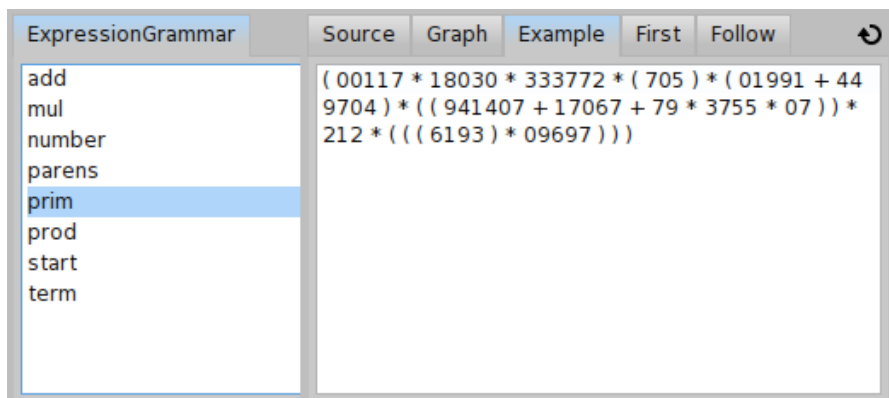 ExpressionGrammar
Source Graph Example First Follow
add
mul
number
parens
prim
prod
start
term
( 00117 * 18030 * 333772 * ( 705 ) * ( 01991 + 44
9704 ) * ( ( 941407 + 17067 + 79 * 3755 * 07 ) ) *
212 * ( ( ( 6193 ) * 09697 ) ) )